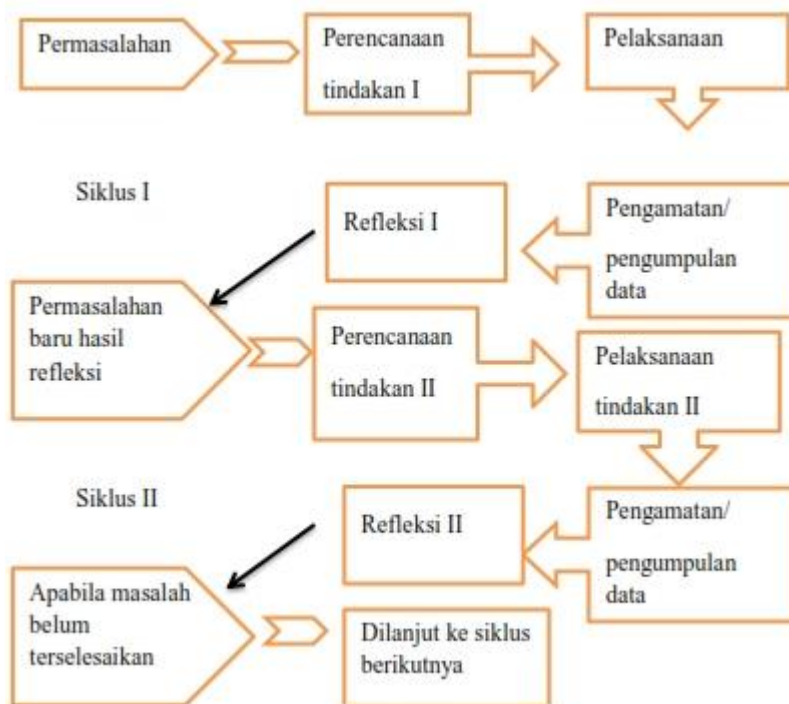 Permasalahan
Perencanaan
tindakan I
Pelaksanaan
Siklus I
Refleksi I
Pengamatan/
pengumpulan
data
Permasalahan
baru hasil
refleksi
Perencanaan
tindakan II
Pelaksanaan
tindakan II
Siklus II
Refleksi II
Pengamatan/
pengumpulan
data
Apabila masalah
belum
terselesaikan
Dilanjut ke siklus
berikutnya